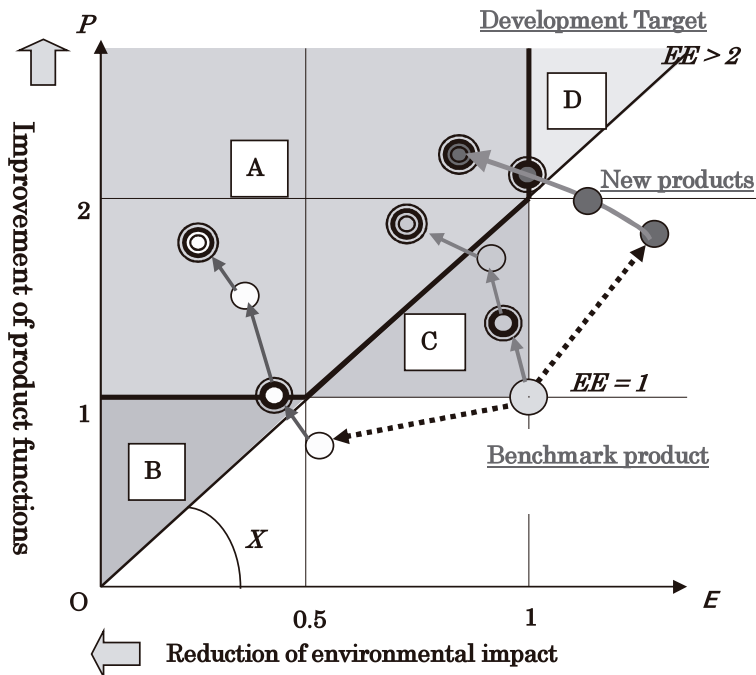 P
Development Target
EE > 2
D
A
New products
2
C
EE = 1
1
Benchmark product
B
X
O
0.5
1
E
Improvement of product functions
Reduction of environmental impact